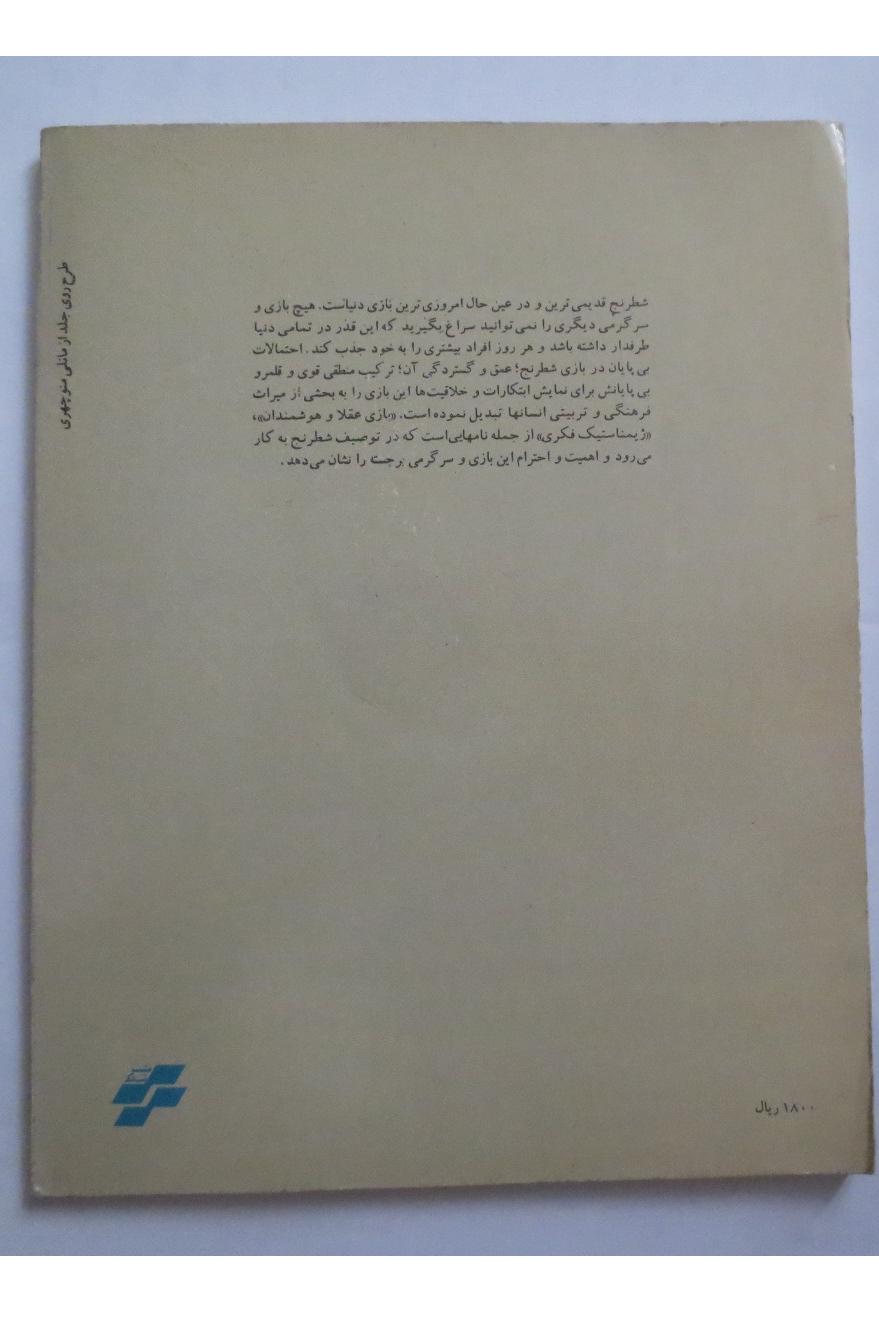 شطرنج قدیمی‌ترین و در عین حال امروزی‌ترین بازی دنیاست. هیچ بازی و
سرگرمی دیگری را نمی‌توانید سراغ بگیرید که این قدر در تمامی دنیا
طرفدار داشته باشد و هر روز افراد بیشتری را به خود جذب کند. احتمالات
بی‌پایان در بازی شطرنج؛ عمق و گستردگی آن؛ ترکیب منطقی قوی و قلمرو
بی‌پایانش برای نمایش ابتکارات و خلاقیت‌ها این بازی را به بحثی از میراث
فرهنگی و تربیتی انسانها تبدیل نموده است. «بازی عقلا و هوشمندان»،
«ژیمناستیک فکری» از جمله نامهایی‌است که در توصیف شطرنج به کار
می‌رود و اهمیت و احترام این بازی و سرگرمی برجسته را نشان می‌دهد.
طرح روی جلد از مانلی منوچهری
۱۸۰۰ ریال